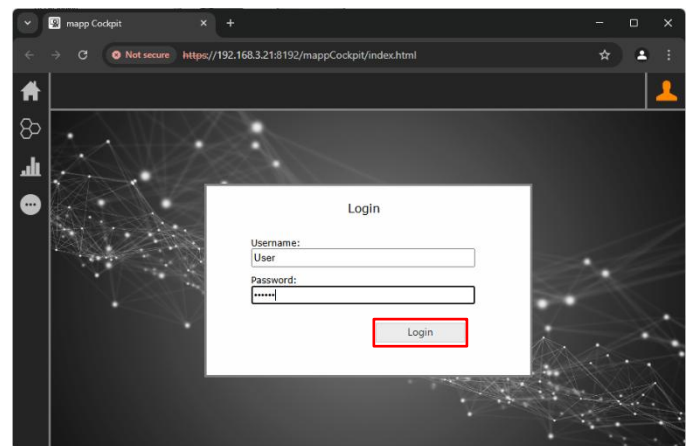 mapp Cockpit
Not secure https://192.168.3.21:8192/mappCockpit/index.html
Login
Username:
User
Password:
••••••
Login